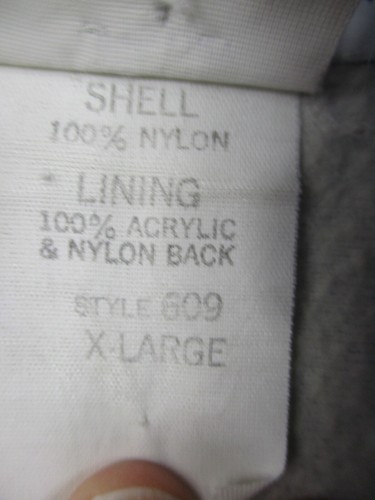 SHELL
100% NYLON
LINING
100% ACRYLIC
& NYLON BACK
STYLE 609
X-LARGE